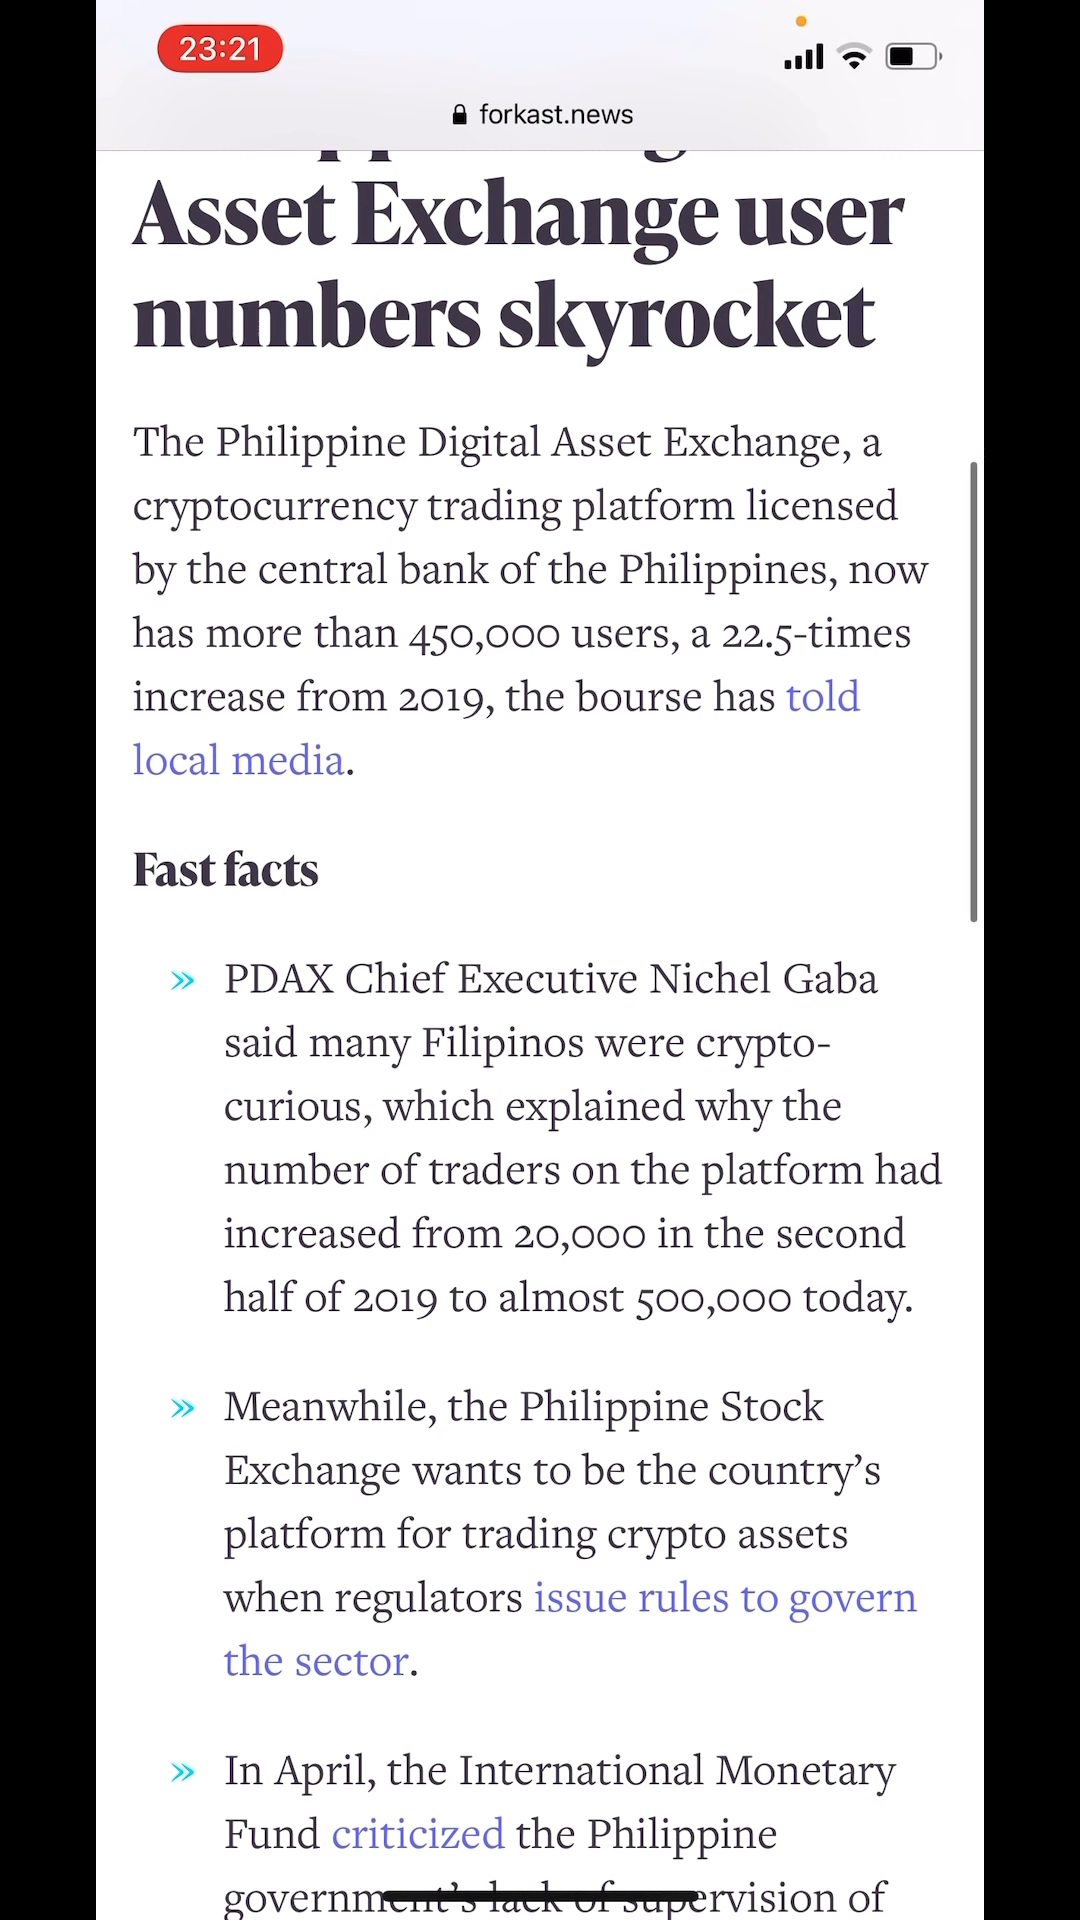 23:21
forkast.news
Asset Exchange user
numbers skyrocket
The Philippine Digital Asset Exchange, a
cryptocurrency trading platform licensed
by the central bank of the Philippines, now
has more than 450,000 users, a 22.5-times
increase from 2019, the bourse has told
local media.
Fast facts
» PDAX Chief Executive Nichel Gaba
said many Filipinos were crypto-
curious, which explained why the
number of traders on the platform had
increased from 20,000 in the second
half of 2019 to almost 500,000 today.
» Meanwhile, the Philippine Stock
Exchange wants to be the country’s
platform for trading crypto assets
when regulators issue rules to govern
the sector.
» In April, the International Monetary
Fund criticized the Philippine
government’s lack of supervision of